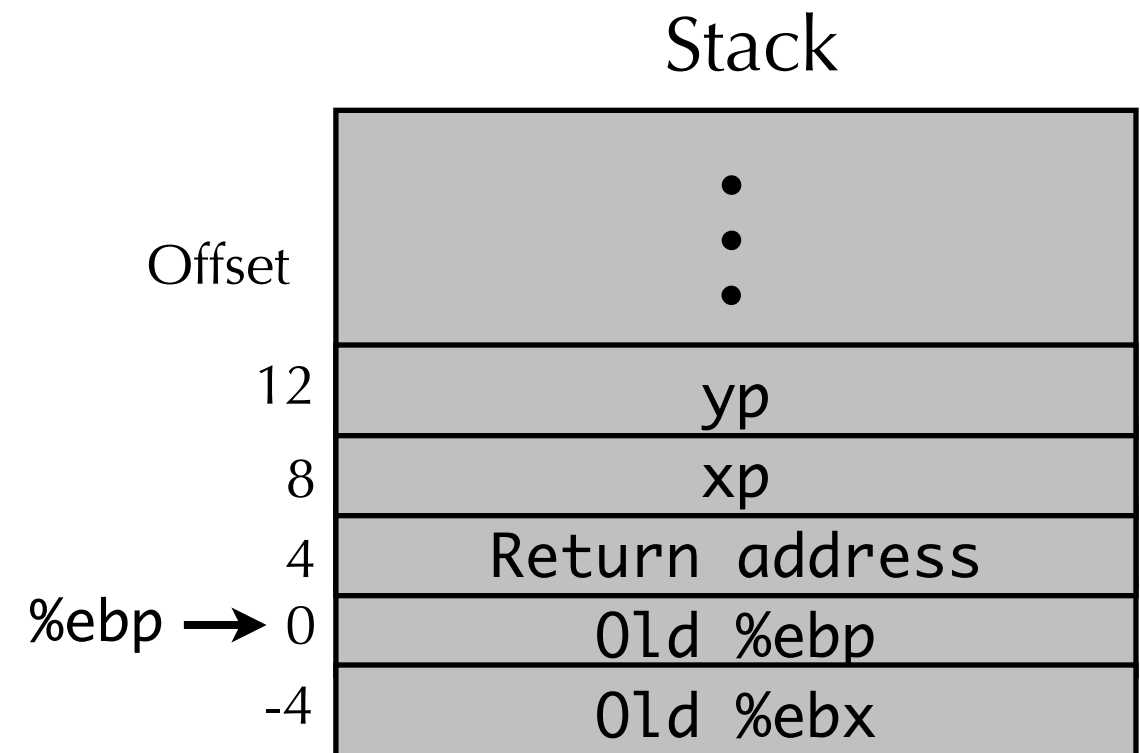 Stack
Offset
12 yp
8 xp
4 Return address
%ebp 0 Old %ebp
-4 Old %ebx